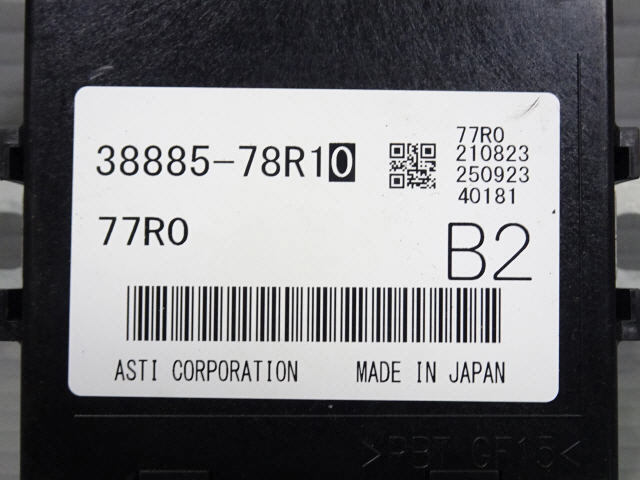 38885-78R10
77R0
77R0
210823
250923
40181
B2
ASTI CORPORATION MADE IN JAPAN
>PBT GF15<